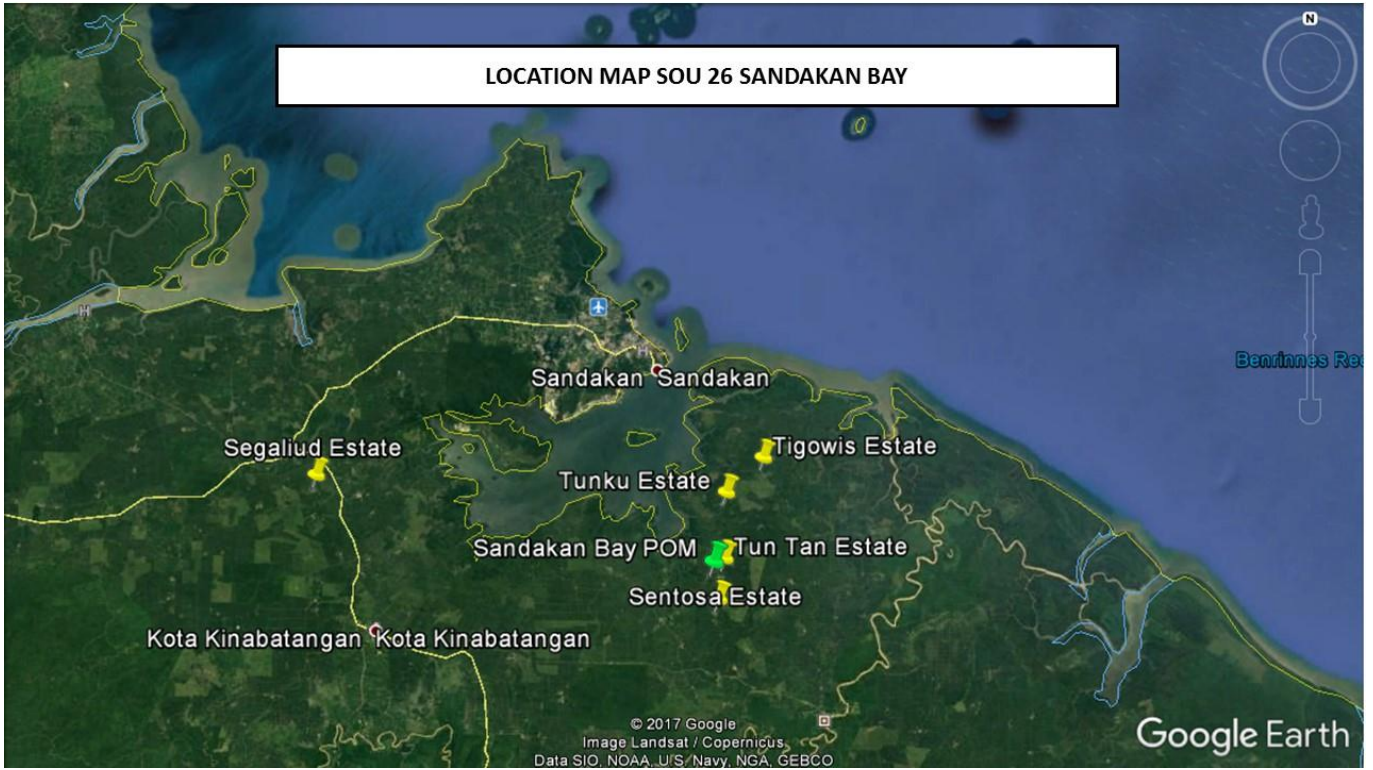 N
LOCATION MAP SOU 26 SANDAKAN BAY
H
Benrinnes Ree
H
Sandakan Sandakan
Segaliud Estate
Tigowis Estate
Tunku Estate
Sandakan Bay POM
Tun Tan Estate
Sentosa Estate
Kota Kinabatangan Kota Kinabatangan
© 2017 Google
Image Landsat / Copernicus
Data SIO, NOAA, U.S. Navy, NGA, GEBCO
Google Earth